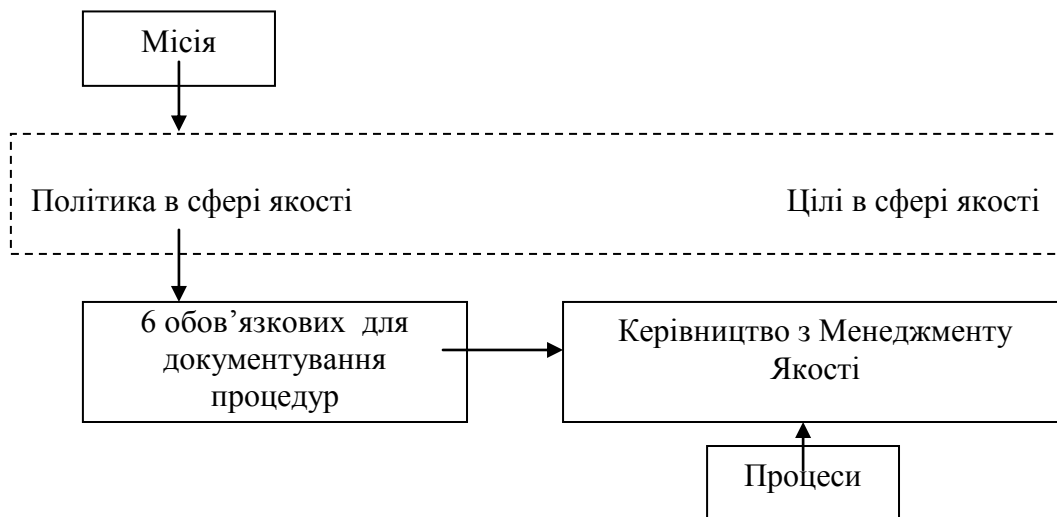 Місія
Політика в сфері якості
Цілі в сфері якості
6 обов’язкових для
документування
процедур
Керівництво з Менеджменту
Якості
Процеси